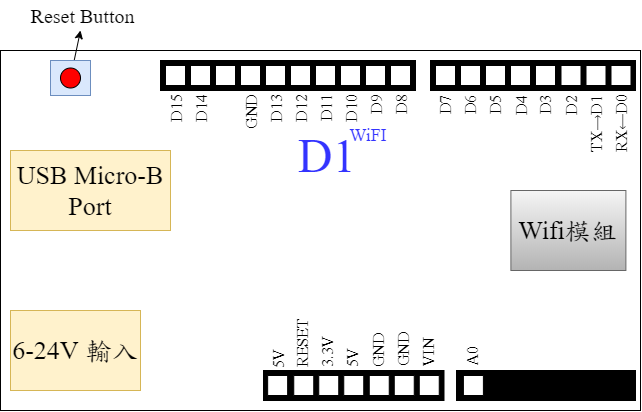 Reset Button
D15
D14
GND
D13
D12
D11
D10
D9
D8
D7
D6
D5
D4
D3
D2
TX→D1
RX←D0
D1 WiFI
USB Micro-B
Port
Wifi模組
6-24V 輸入
5V
RESET
3.3V
5V
GND
GND
VIN
A0